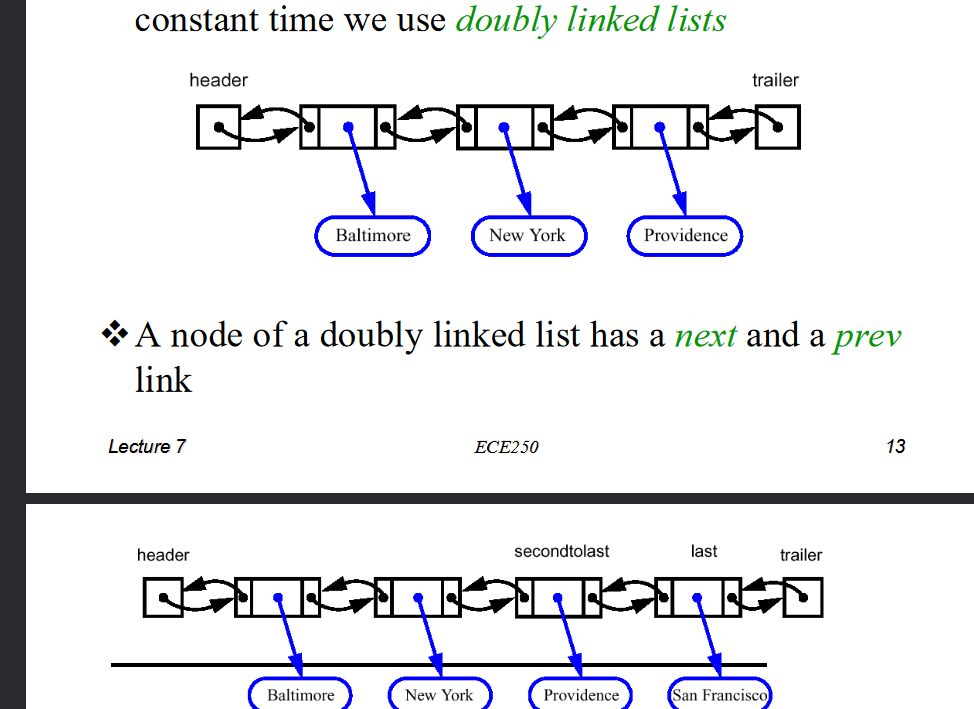 constant time we use doubly linked lists
header trailer
Baltimore New York Providence
❖ A node of a doubly linked list has a next and a prev
link
Lecture 7 ECE250 13
header secondtolast last trailer
Baltimore New York Providence San Francisco